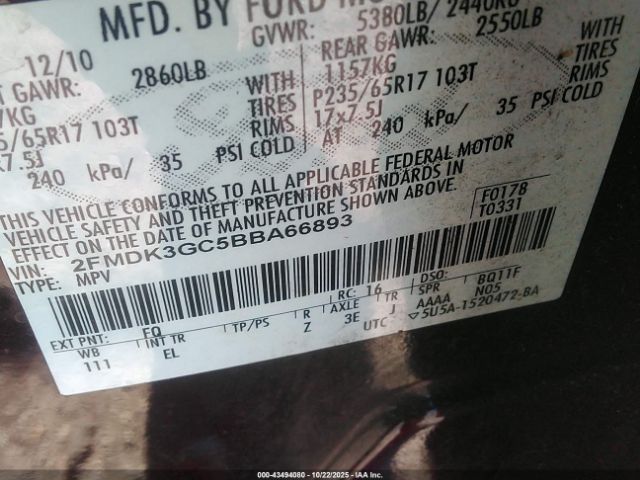 MFD. BY FORD MO
12/10
GVWR: 5380LB/ 2440KG
T GAWR: 2860LB
REAR GAWR: 2550LB
7KG WITH 1157KG WITH
5/65R17 103T TIRES P235/65R17 103T TIRES
x7.5J RIMS 17x7.5J RIMS
240 kPa/ 35 PSI COLD AT 240 kPa/ 35 PSI COLD
THIS VEHICLE CONFORMS TO ALL APPLICABLE FEDERAL MOTOR
VEHICLE SAFETY AND THEFT PREVENTION STANDARDS IN
EFFECT ON THE DATE OF MANUFACTURE SHOWN ABOVE.
VIN: 2FMDK3GC5BBA66893
TYPE: MPV
F0178
T0331
EXT PNT: FQ RC: 16 DSO:
WB INT TR TP/PS R AXLE TR SPR BQ11F
111 EL Z 3E J AAAA N05
UTC ▽5U5A-1520472-BA
000-43494080 - 10/22/2025 - IAA, Inc.